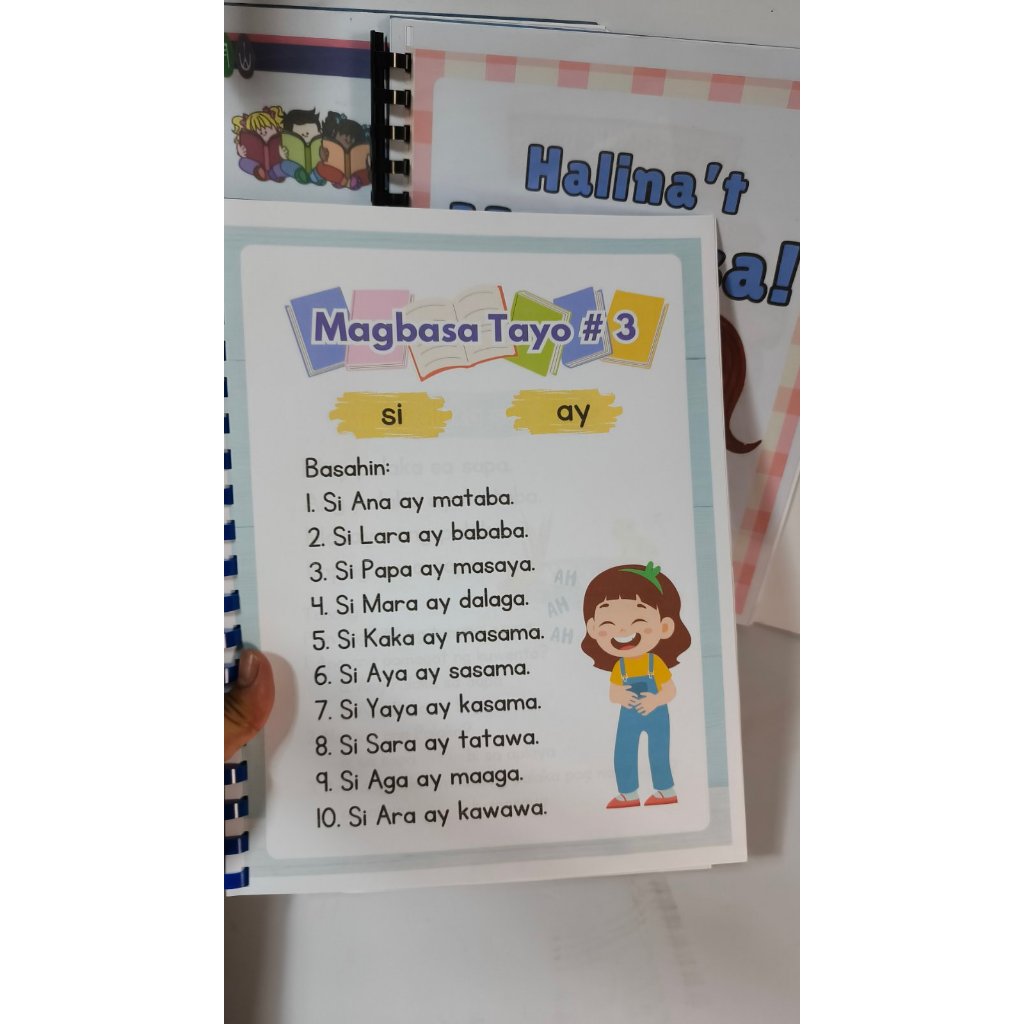 Halina't
Magbasa Tayo # 3
si
ay
Basahin:
1. Si Ana ay mataba.
2. Si Lara ay bababa.
3. Si Papa ay masaya.
4. Si Mara ay dalaga.
5. Si Kaka ay masama.
6. Si Aya ay sasama.
7. Si Yaya ay kasama.
8. Si Sara ay tatawa.
9. Si Aga ay maaga.
10. Si Ara ay kawawa.
HA
HA
HA